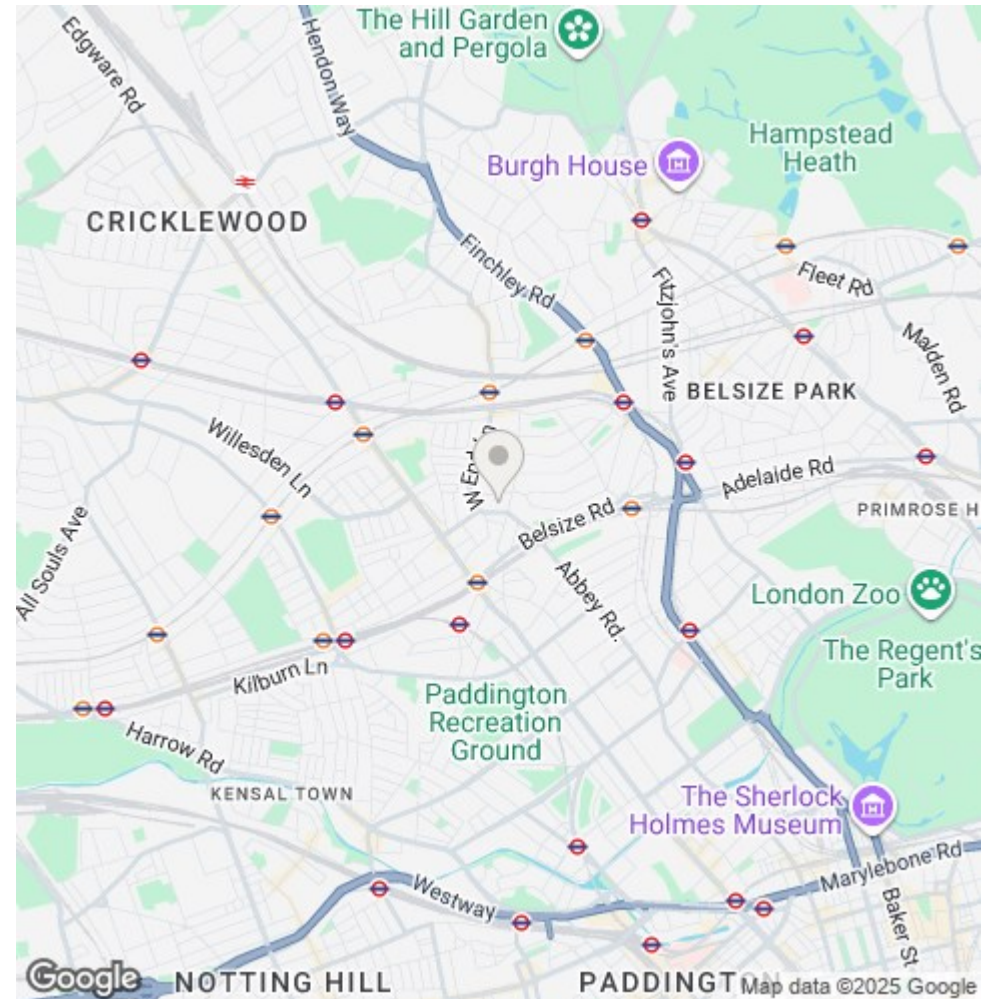 The Hill Garden
and Pergola
Edgware Rd
Hendon Way
Hampstead
Heath
Burgh House
CRICKLEWOOD
Finchley Rd
Fitzjohn's Ave
Fleet Rd
Malden Rd
BELSIZE PARK
Willesden Ln
W End Ln
Adelaide Rd
Belsize Rd
PRIMROSE H
All Souls Ave
Abbey Rd.
London Zoo
The Regent's
Park
Kilburn Ln
Paddington
Recreation
Ground
Harrow Rd
KENSAL TOWN
The Sherlock
Holmes Museum
Marylebone Rd
Westway
Baker St
Google
NOTTING HILL
PADDINGTON
Map data ©2025 Google